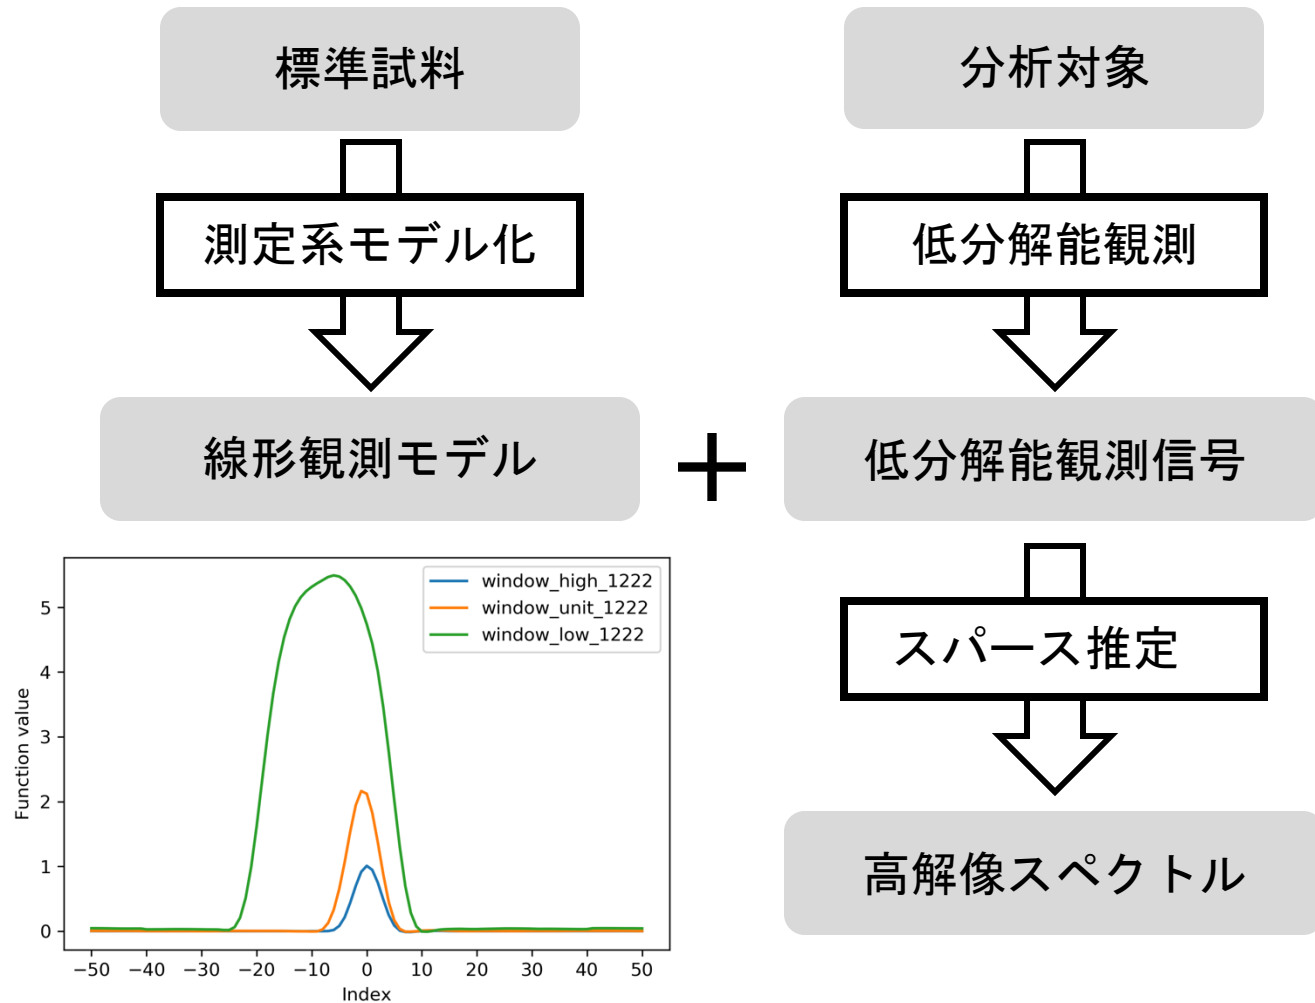 標準試料
分析対象
測定系モデル化
低分解能観測
線形観測モデル
+
低分解能観測信号
window_high_1222
window_unit_1222
window_low_1222
Function value
5
4
3
2
1
0
−50 −40 −30 −20 −10 0 10 20 30 40 50
Index
スパース推定
高解像スペクトル